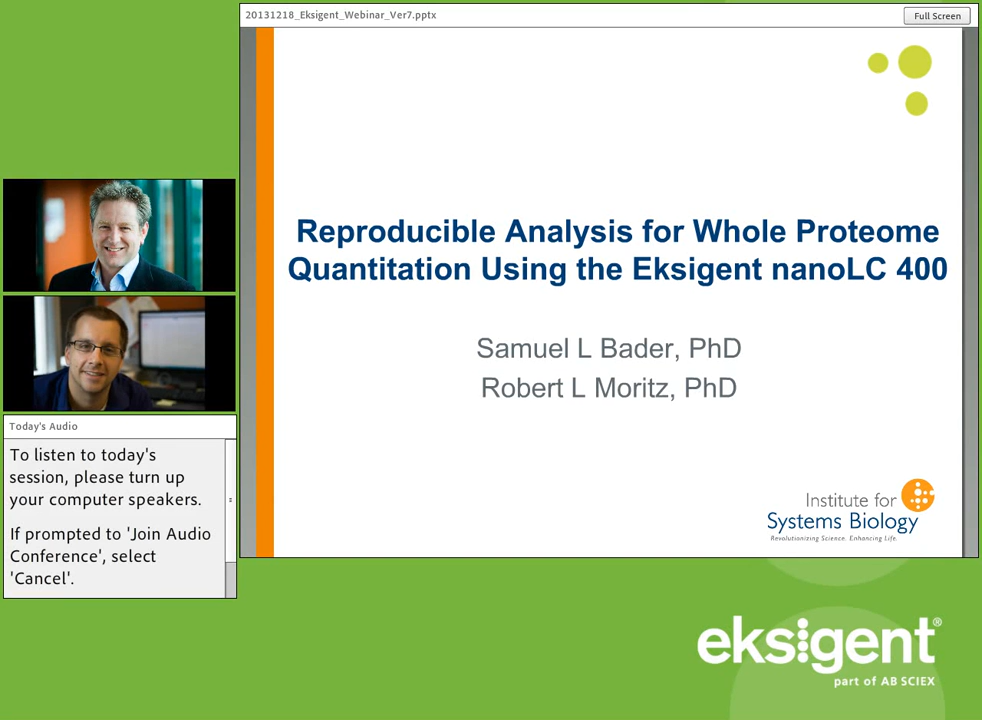 20131218_Eksigent_Webinar_Ver7.pptx
Full Screen
Reproducible Analysis for Whole Proteome
Quantitation Using the Eksigent nanoLC 400
Samuel L Bader, PhD
Robert L Moritz, PhD
Institute for
Systems Biology
Revolutionizing Science. Enhancing Life.
Today's Audio
To listen to today's
session, please turn up
your computer speakers.
If prompted to 'Join Audio
Conference', select
'Cancel'.
eksigent®
part of AB SCIEX